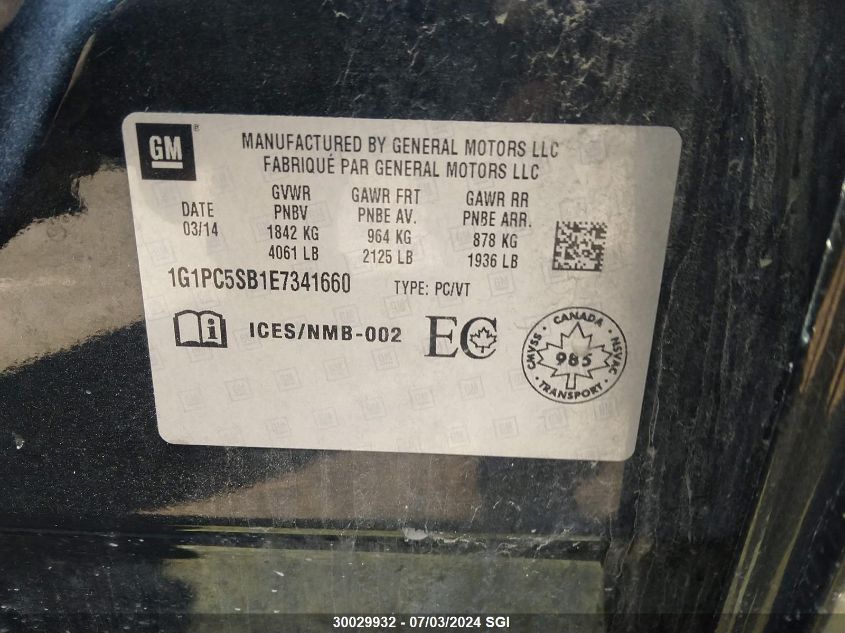 GM
MANUFACTURED BY GENERAL MOTORS LLC
FABRIQUÉ PAR GENERAL MOTORS LLC
DATE
03/14
GVWR
PNBV
1842 KG
4061 LB
GAWR FRT
PNBE AV.
964 KG
2125 LB
GAWR RR
PNBE ARR.
878 KG
1936 LB
1G1PC5SB1E7341660 TYPE: PC/VT
ICES/NMB-002 EC
CANADA
CMVSS 985 NSVAC
TRANSPORT
30029932 - 07/03/2024 SGI